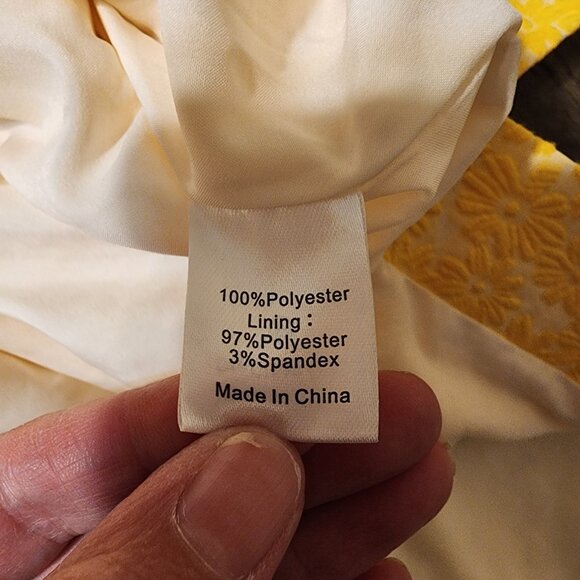 100%Polyester
Lining：
97%Polyester
3%Spandex
Made In China